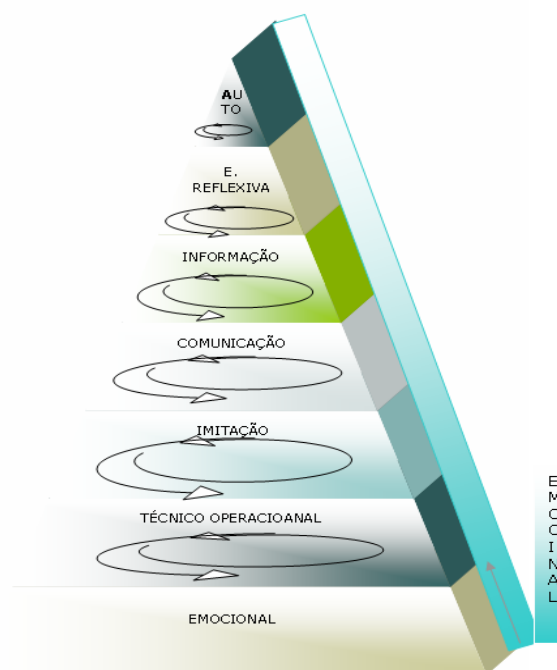 AU
TO
E.
REFLEXIVA
INFORMAÇÃO
COMUNICAÇÃO
IMITAÇÃO
TÉCNICO OPERACIOANAL
EMOCIONAL
E
M
O
C
I
N
A
L